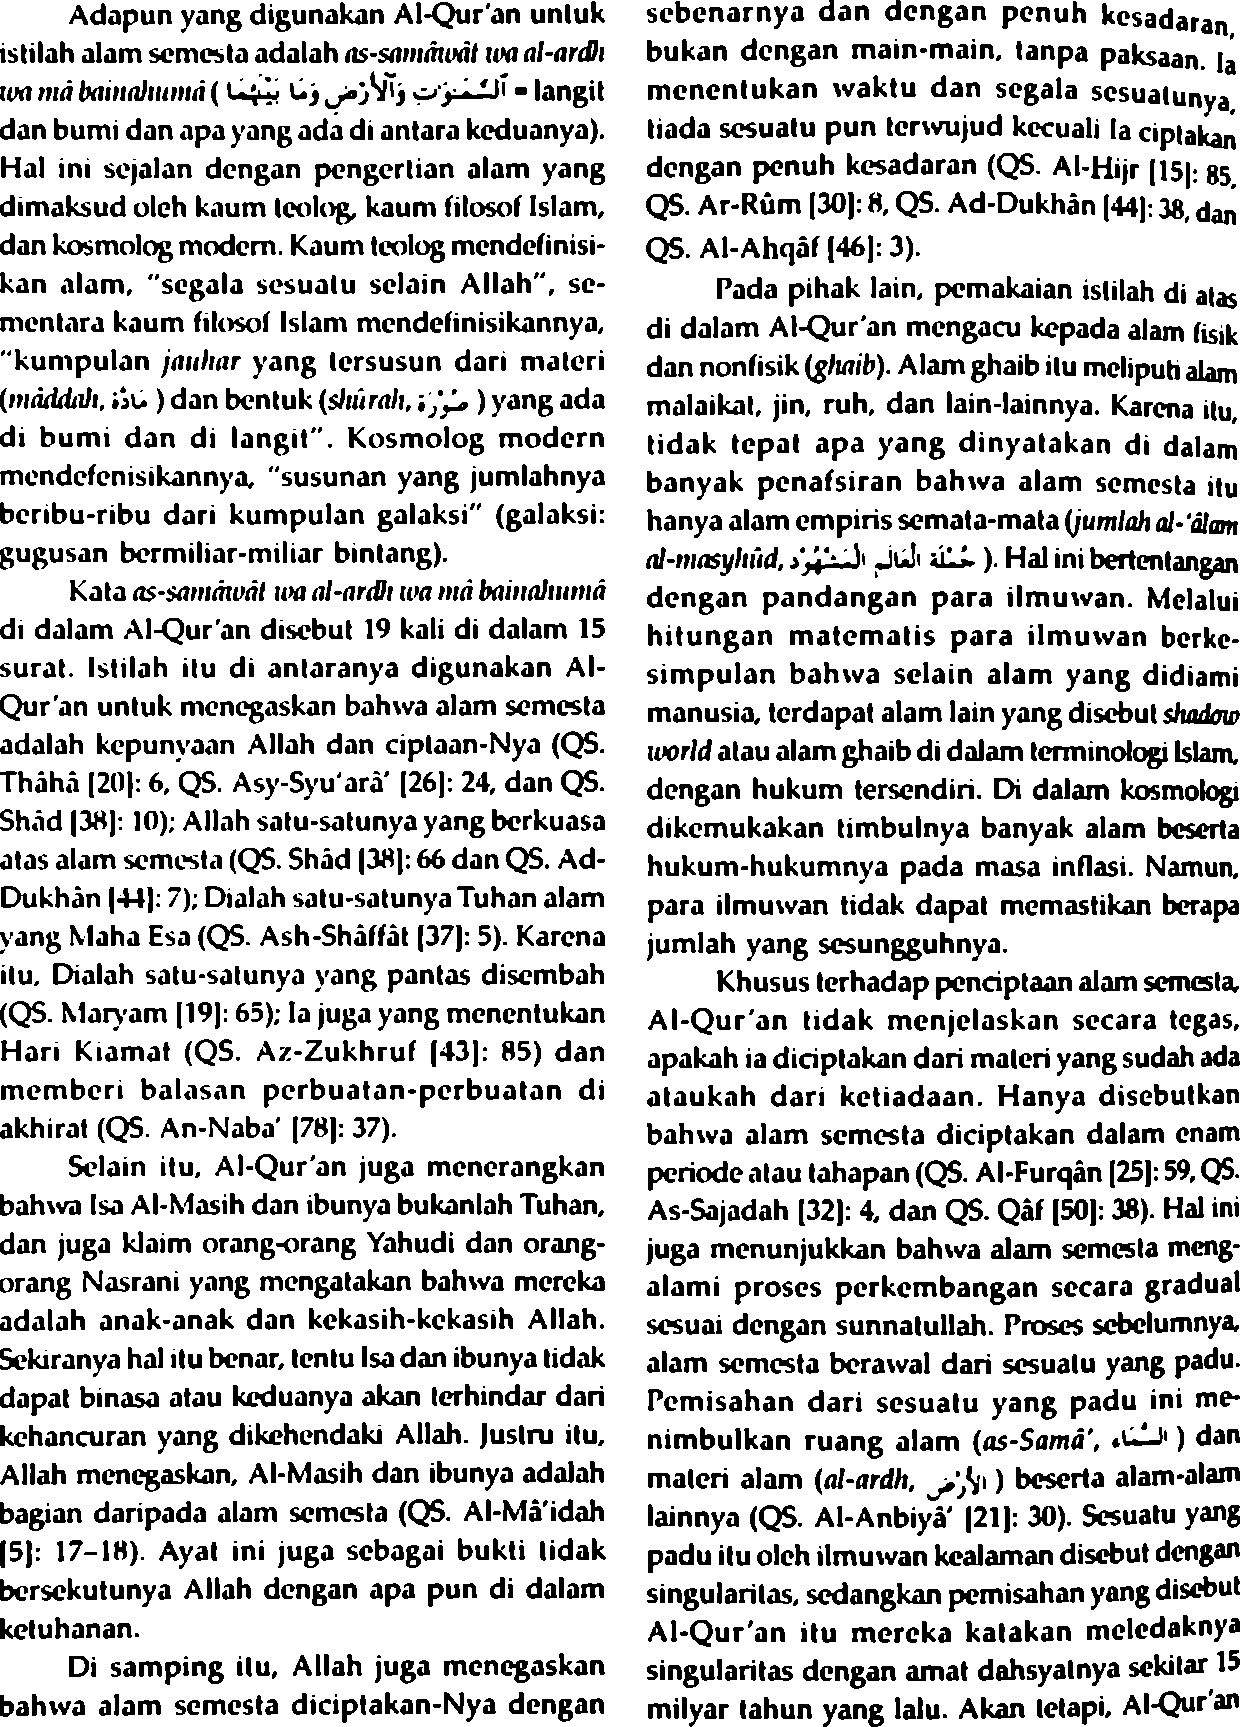 Adapun yang digunakan Al-Qur'an untuk
istilah alam semesta adalah as-samâwât wa al-ardh
wa mâ bainahumâ ( ٱلسَّمَـٰوَٰتِ وَٱلْأَرْضِ وَمَا بَيْنَهُمَا = langit
dan bumi dan apa yang ada di antara keduanya).
Hal ini sejalan dengan pengertian alam yang
dimaksud oleh kaum teolog, kaum filosof Islam,
dan kosmolog modern. Kaum teolog mendefinisi-
kan alam, "segala sesuatu selain Allah", se-
mentara kaum filosof Islam mendefinisikannya,
"kumpulan jauhar yang tersusun dari materi
(mâddah, مَادَّة ) dan bentuk (shûrah, صُوْرَة ) yang ada
di bumi dan di langit". Kosmolog modern
mendefenisikannya, "susunan yang jumlahnya
beribu-ribu dari kumpulan galaksi" (galaksi:
gugusan bermiliar-miliar bintang).
Kata as-samâwât wa al-ardh wa mâ bainahumâ
di dalam Al-Qur'an disebut 19 kali di dalam 15
surat. Istilah itu di antaranya digunakan Al-
Qur'an untuk menegaskan bahwa alam semesta
adalah kepunyaan Allah dan ciptaan-Nya (QS.
Thâhâ [20]: 6, QS. Asy-Syu'arâ' [26]: 24, dan QS.
Shâd [38]: 10); Allah satu-satunya yang berkuasa
atas alam semesta (QS. Shâd [38]: 66 dan QS. Ad-
Dukhân [44]: 7); Dialah satu-satunya Tuhan alam
yang Maha Esa (QS. Ash-Shâffât [37]: 5). Karena
itu, Dialah satu-satunya yang pantas disembah
(QS. Maryam [19]: 65); Ia juga yang menentukan
Hari Kiamat (QS. Az-Zukhruf [43]: 85) dan
memberi balasan perbuatan-perbuatan di
akhirat (QS. An-Naba' [78]: 37).
Selain itu, Al-Qur'an juga menerangkan
bahwa Isa Al-Masih dan ibunya bukanlah Tuhan,
dan juga klaim orang-orang Yahudi dan orang-
orang Nasrani yang mengatakan bahwa mereka
adalah anak-anak dan kekasih-kekasih Allah.
Sekiranya hal itu benar, tentu Isa dan ibunya tidak
dapat binasa atau keduanya akan terhindar dari
kehancuran yang dikehendaki Allah. Justru itu,
Allah menegaskan, Al-Masih dan ibunya adalah
bagian daripada alam semesta (QS. Al-Mâ'idah
[5]: 17–18). Ayat ini juga sebagai bukti tidak
bersekutunya Allah dengan apa pun di dalam
ketuhanan.
Di samping itu, Allah juga menegaskan
bahwa alam semesta diciptakan-Nya dengan
sebenarnya dan dengan penuh kesadaran,
bukan dengan main-main, tanpa paksaan. Ia
menentukan waktu dan segala sesuatunya,
tiada sesuatu pun terwujud kecuali Ia ciptakan
dengan penuh kesadaran (QS. Al-Hijr [15]: 85,
QS. Ar-Rûm [30]: 8, QS. Ad-Dukhân [44]: 38, dan
QS. Al-Ahqâf [46]: 3).
Pada pihak lain, pemakaian istilah di atas
di dalam Al-Qur'an mengacu kepada alam fisik
dan nonfisik (ghaib). Alam ghaib itu meliputi alam
malaikat, jin, ruh, dan lain-lainnya. Karena itu,
tidak tepat apa yang dinyatakan di dalam
banyak penafsiran bahwa alam semesta itu
hanya alam empiris semata-mata (jumlah al-'âlam
al-masyhûd, جُمْلَة الْعَالَمِ الْمَشْهُوْد ). Hal ini bertentangan
dengan pandangan para ilmuwan. Melalui
hitungan matematis para ilmuwan berke-
simpulan bahwa selain alam yang didiami
manusia, terdapat alam lain yang disebut shadow
world atau alam ghaib di dalam terminologi Islam,
dengan hukum tersendiri. Di dalam kosmologi
dikemukakan timbulnya banyak alam beserta
hukum-hukumnya pada masa inflasi. Namun,
para ilmuwan tidak dapat memastikan berapa
jumlah yang sesungguhnya.
Khusus terhadap penciptaan alam semesta,
Al-Qur'an tidak menjelaskan secara tegas,
apakah ia diciptakan dari materi yang sudah ada
ataukah dari ketiadaan. Hanya disebutkan
bahwa alam semesta diciptakan dalam enam
periode atau tahapan (QS. Al-Furqân [25]: 59, QS.
As-Sajadah [32]: 4, dan QS. Qâf [50]: 38). Hal ini
juga menunjukkan bahwa alam semesta meng-
alami proses perkembangan secara gradual
sesuai dengan sunnatullah. Proses sebelumnya,
alam semesta berawal dari sesuatu yang padu.
Pemisahan dari sesuatu yang padu ini me-
nimbulkan ruang alam (as-Samâ', السَّمَاء ) dan
materi alam (al-ardh, الْأَرْض ) beserta alam-alam
lainnya (QS. Al-Anbiyâ' [21]: 30). Sesuatu yang
padu itu oleh ilmuwan kealaman disebut dengan
singularitas, sedangkan pemisahan yang disebut
Al-Qur'an itu mereka katakan meledaknya
singularitas dengan amat dahsyatnya sekitar 15
milyar tahun yang lalu. Akan tetapi, Al-Qur'an